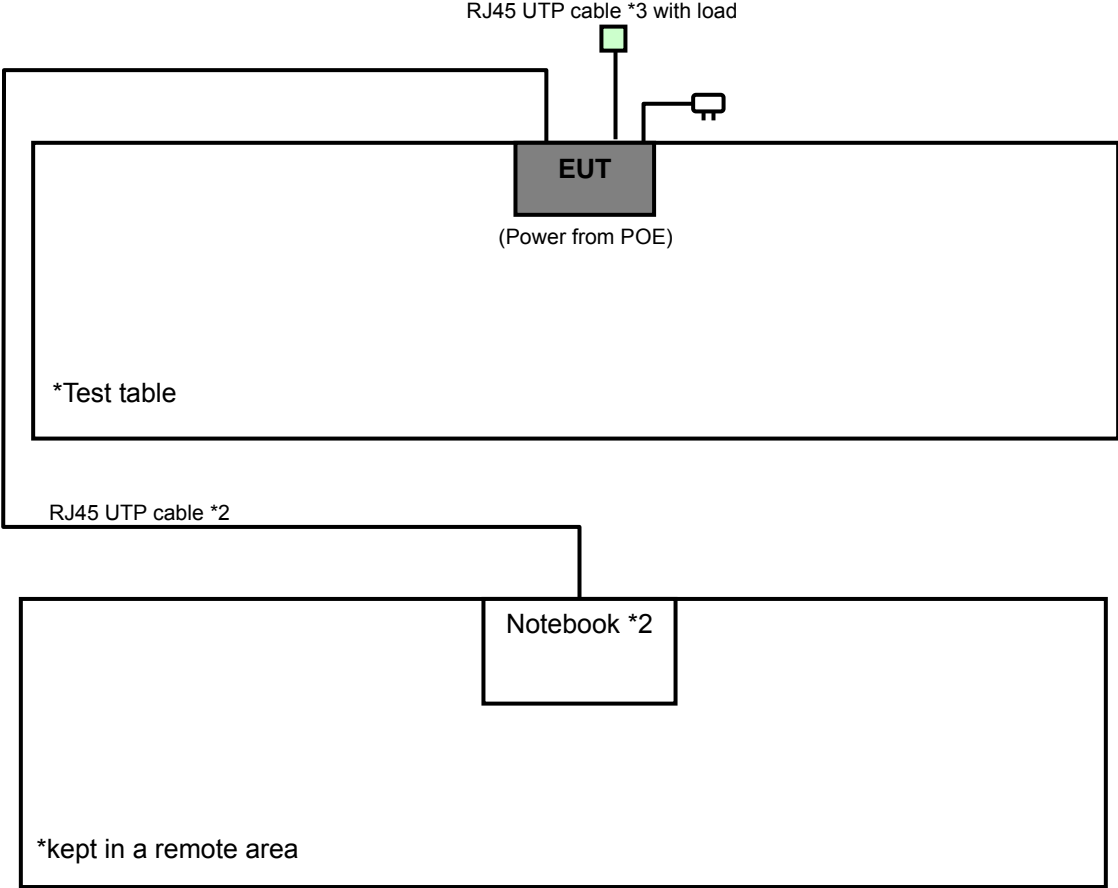 RJ45 UTP cable *3 with load
EUT
(Power from POE)
*Test table
RJ45 UTP cable *2
Notebook *2
*kept in a remote area